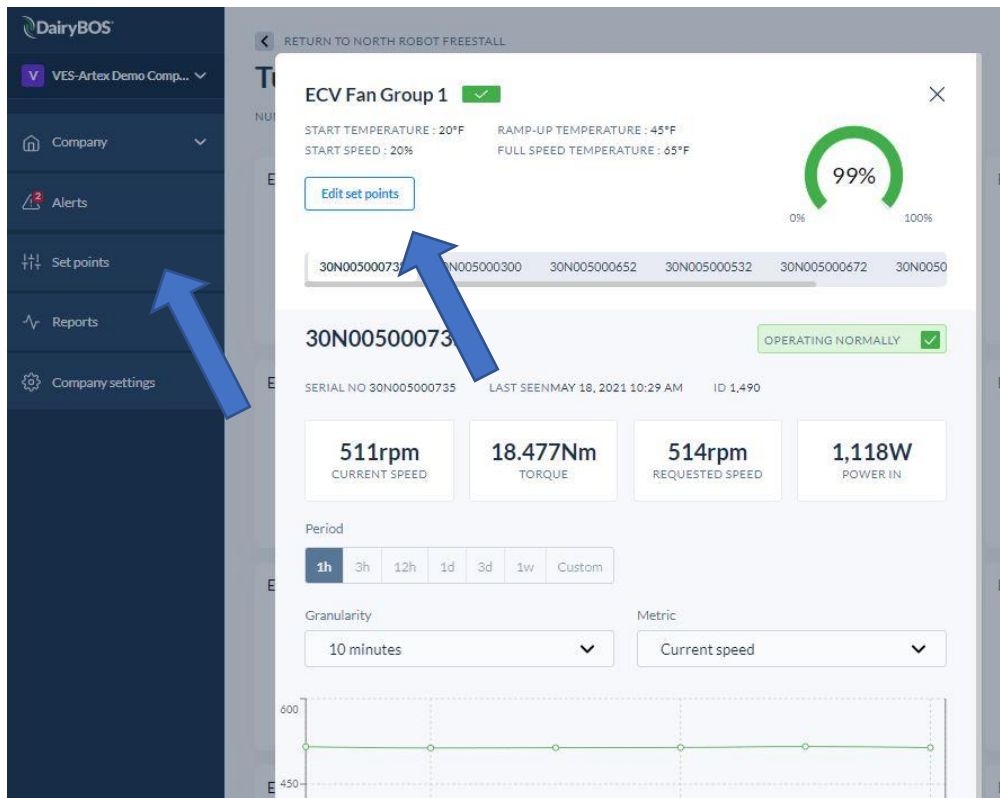 DairyBOS
V VES-Artex Demo Comp...
Company
Alerts
2
Set points
Reports
Company settings
RETURN TO NORTH ROBOT FREESTALL
ECV Fan Group 1
START TEMPERATURE : 20°F RAMP-UP TEMPERATURE : 45°F
START SPEED : 20% FULL SPEED TEMPERATURE : 65°F
Edit set points
99%
0% 100%
30N005000652 30N005000532 30N005000672 30N0050
OPERATING NORMALLY
SERIAL NO 30N005000735 LAST SEENMAY 18, 2021 10:29 AM ID 1,490
511rpm 18.477Nm 514rpm 1,118W
CURRENT SPEED TORQUE REQUESTED SPEED POWER IN
Period
1h 3h 12h 1d 3d 1w Custom
Granularity Metric
10 minutes Current speed
600
450